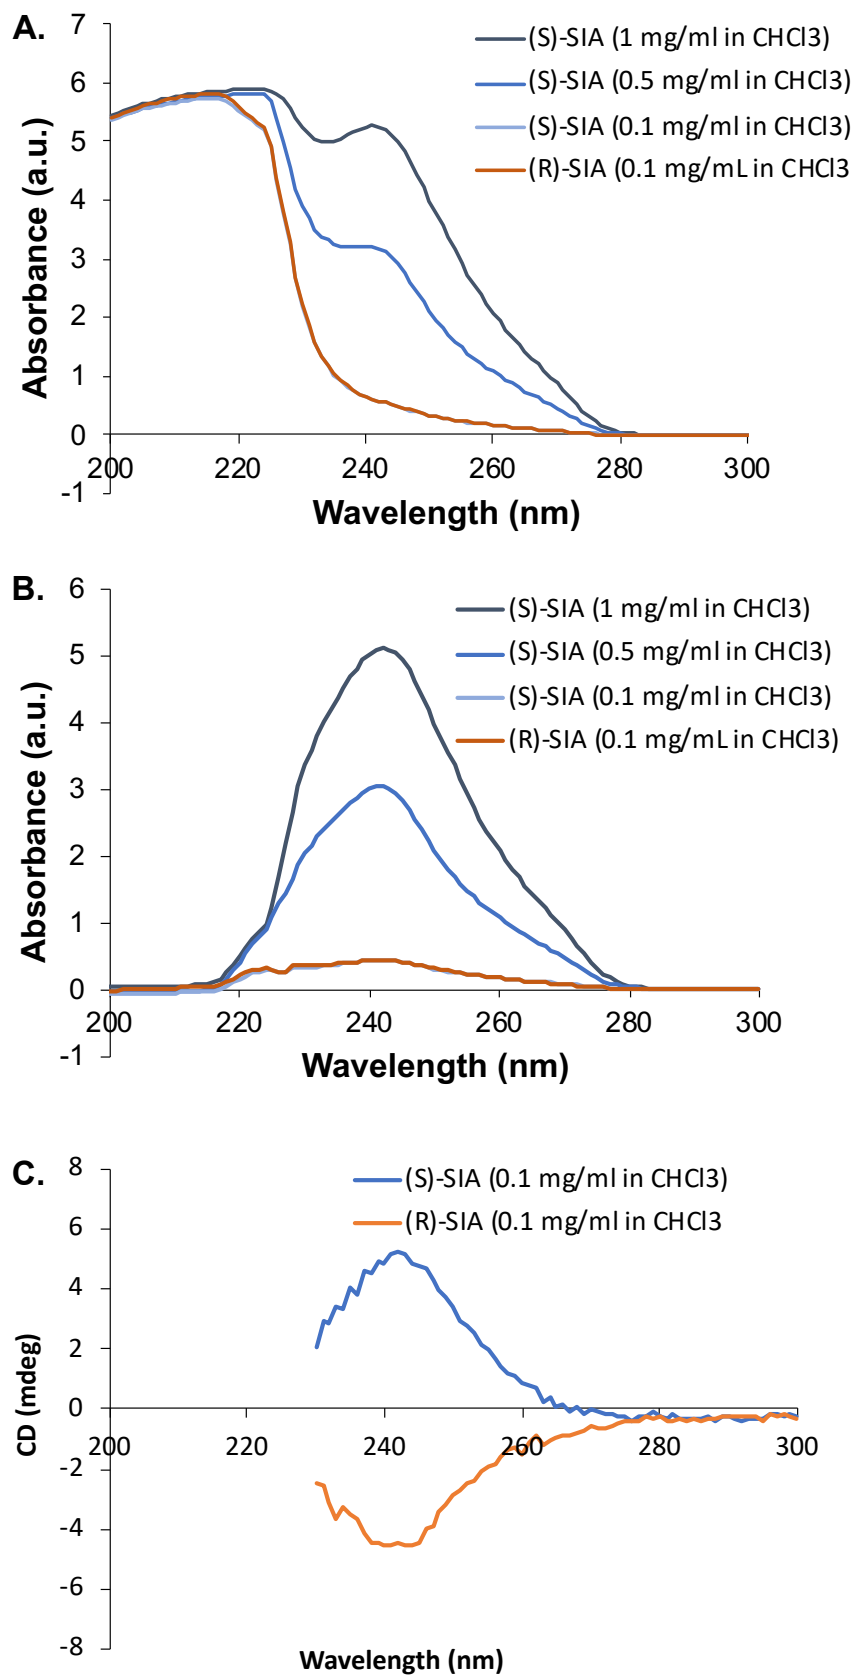 A.
7
6
5
4
3
2
1
0
-1
Absorbance (a.u.)
(S)-SIA (1 mg/ml in CHCl3)
(S)-SIA (0.5 mg/ml in CHCl3)
(S)-SIA (0.1 mg/ml in CHCl3)
(R)-SIA (0.1 mg/mL in CHCl3
200 220 240 260 280 300
Wavelength (nm)
B.
6
5
4
3
2
1
0
-1
Absorbance (a.u.)
(S)-SIA (1 mg/ml in CHCl3)
(S)-SIA (0.5 mg/ml in CHCl3)
(S)-SIA (0.1 mg/ml in CHCl3)
(R)-SIA (0.1 mg/mL in CHCl3)
200 220 240 260 280 300
Wavelength (nm)
C.
8
6
4
2
0
-2
-4
-6
-8
CD (mdeg)
(S)-SIA (0.1 mg/ml in CHCl3)
(R)-SIA (0.1 mg/ml in CHCl3
200 220 240 260 280 300
Wavelength (nm)